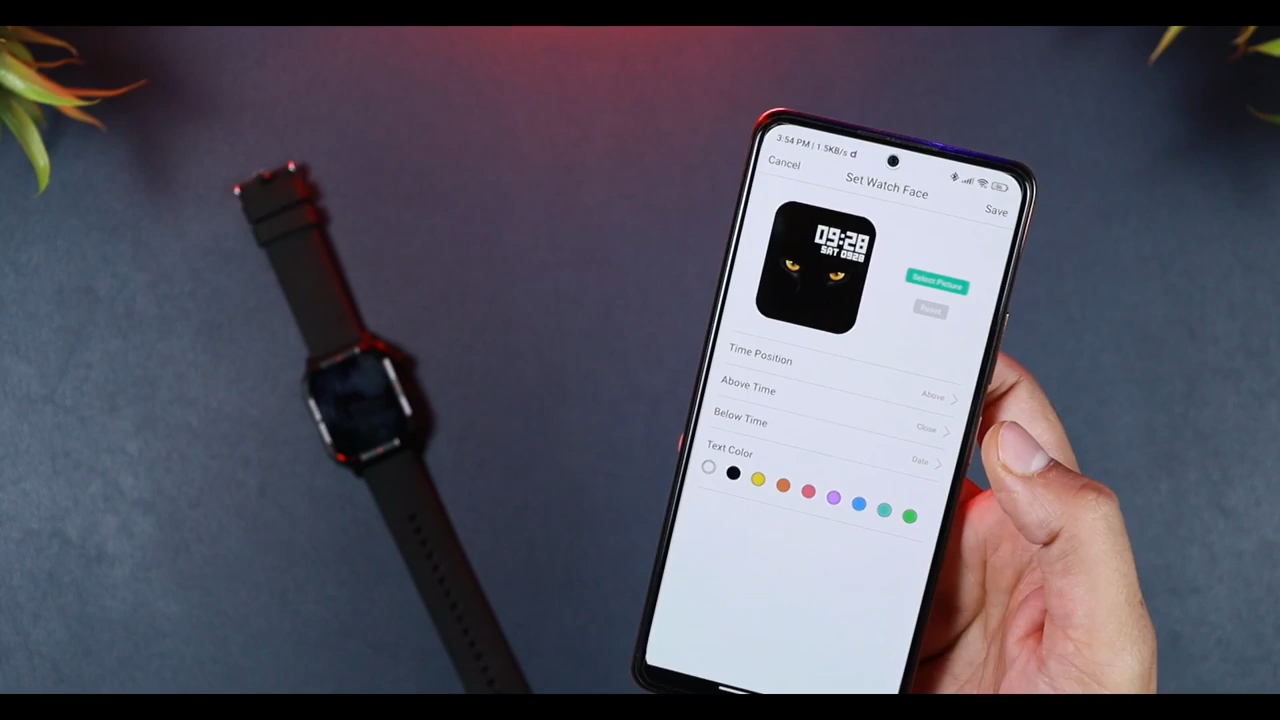 3:54 PM | 1.5KB/s
Cancel
Set Watch Face
Save
09:28
SAT 0928
Select Picture
Reset
Time Position
Above
Above Time
Close
Below Time
Date
Text Color